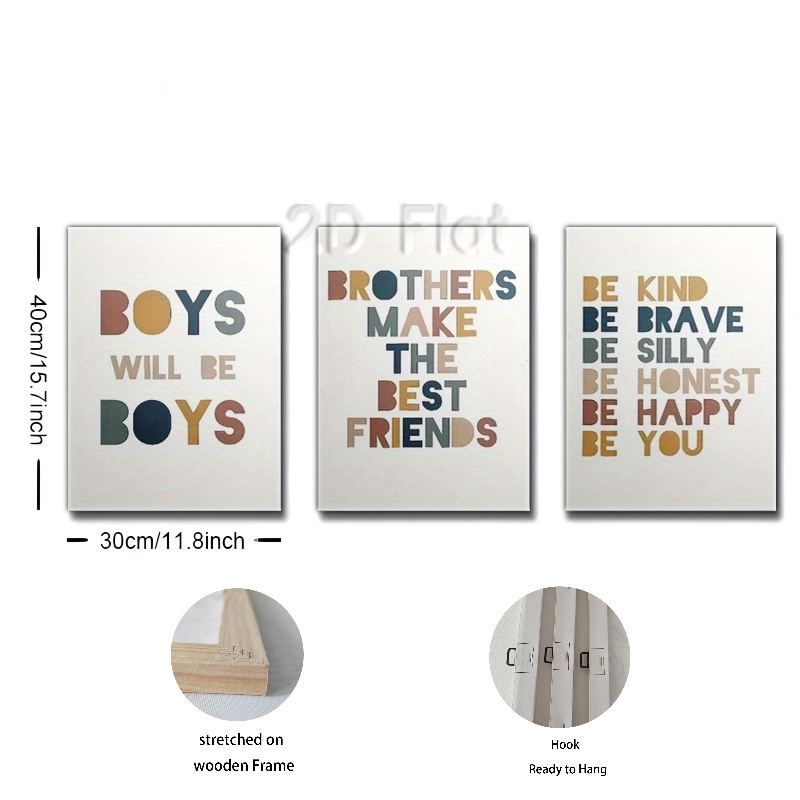 2.D Flat
40cm/15.7inch
BOYS
WILL BE
BOYS
BROTHERS
MAKE
THE
BEST
FRIENDS
BE KIND
BE BRAVE
BE SILLY
BE HONEST
BE HAPPY
BE YOU
30cm/11.8inch
stretched on
wooden Frame
Hook
Ready to Hang